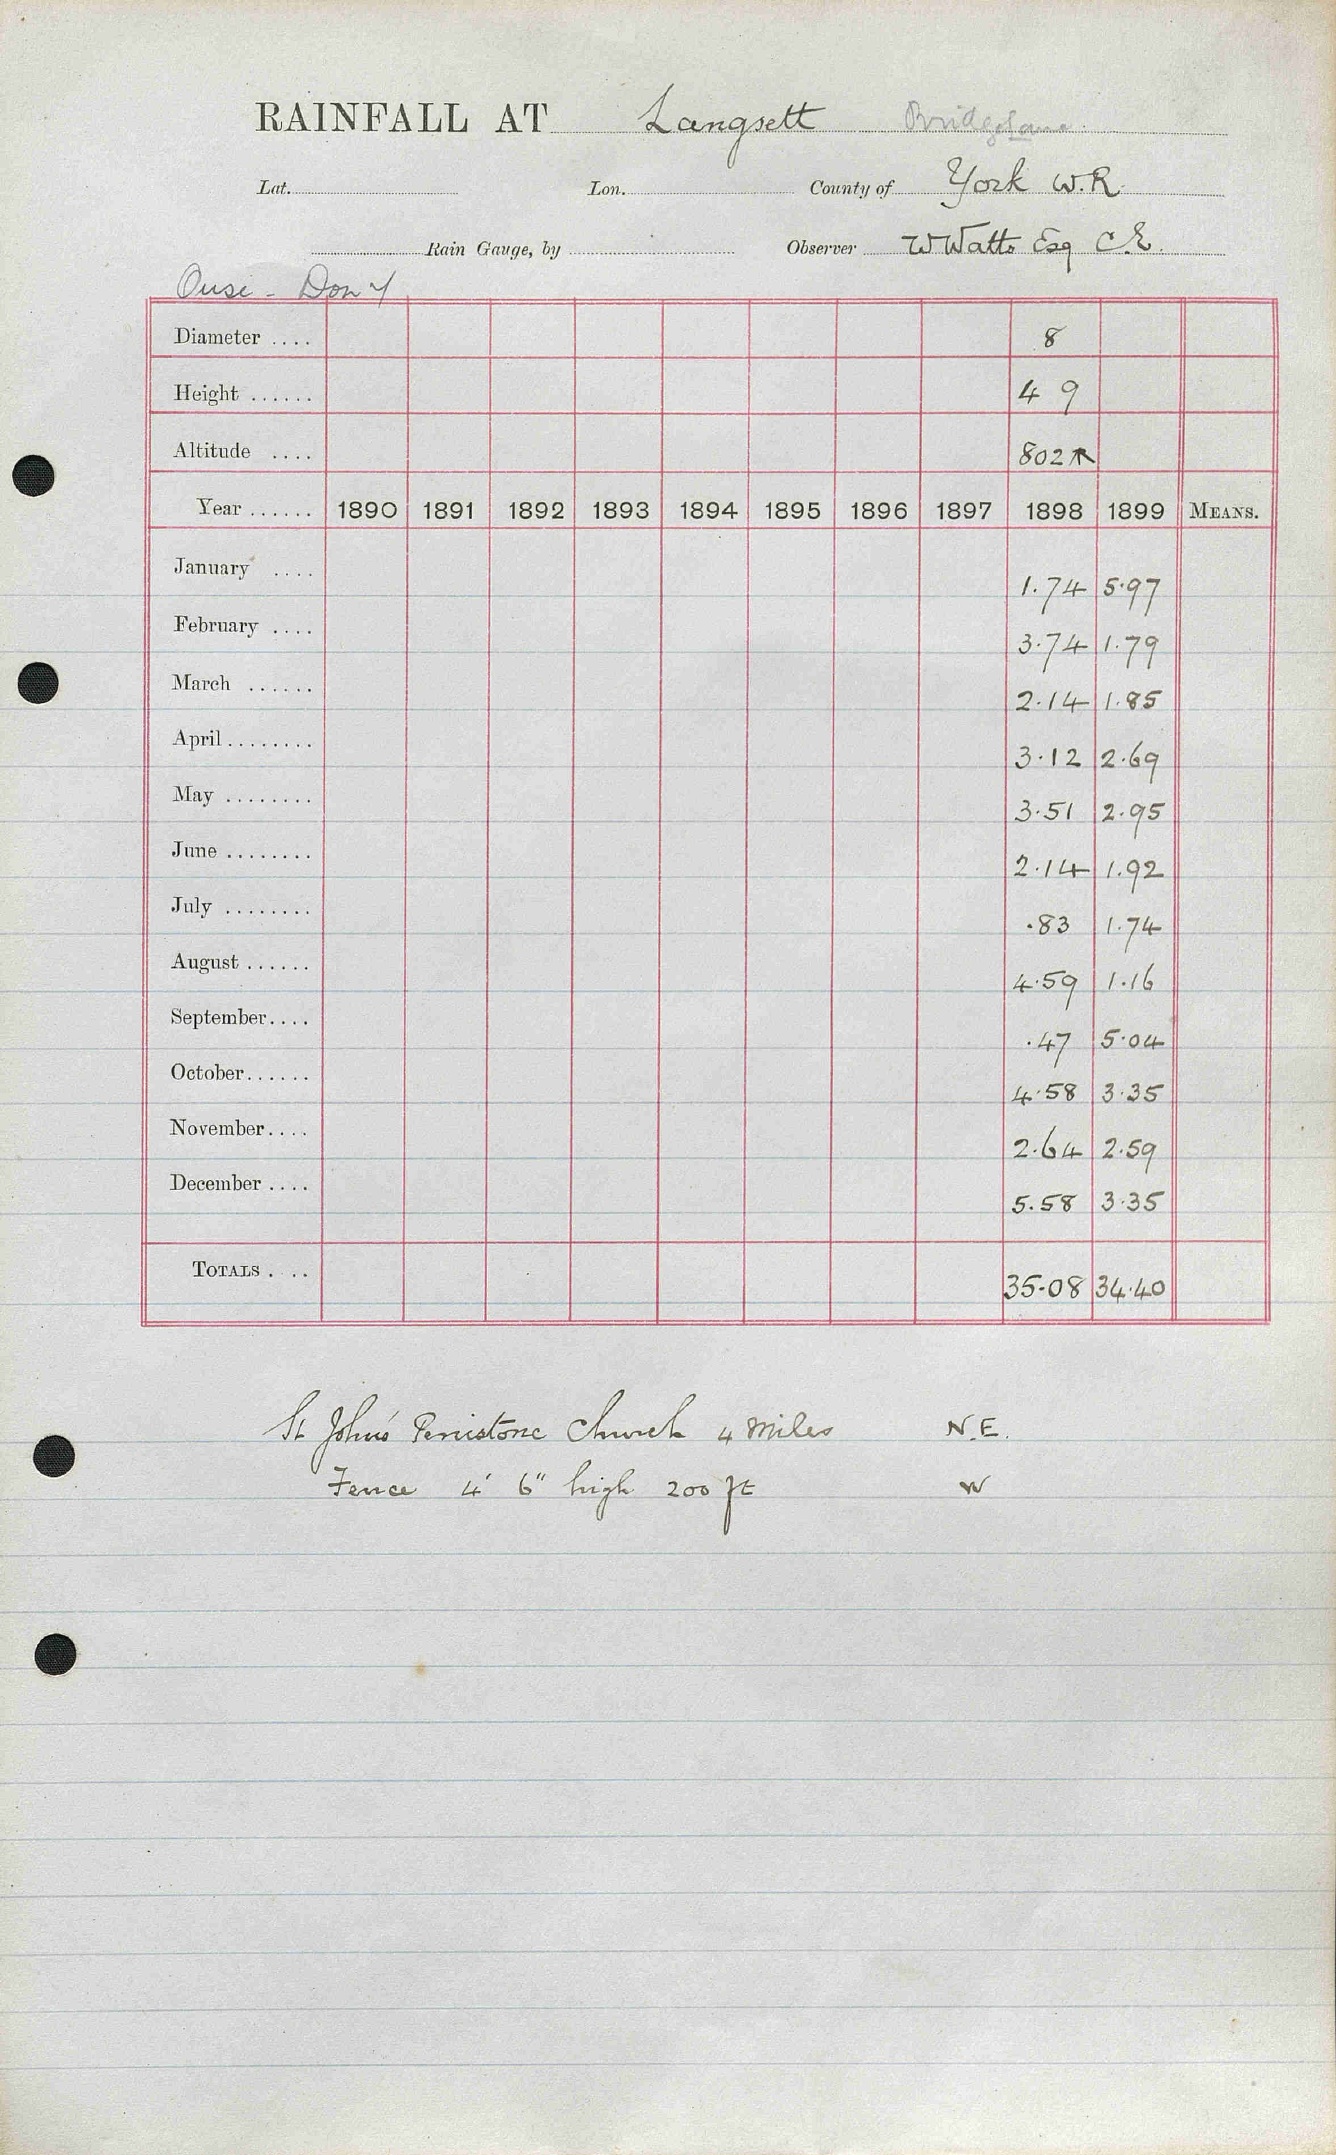 RAINFALL AT Langsett Bridge Lane
Lat. Lon. County of York W.R.
Rain Gauge, by Observer W Watts Esq C.E.
Ouse - Don
Diameter .... 8
Height ...... 4 9
Altitude .... 802
Year ...... 1890 1891 1892 1893 1894 1895 1896 1897 1898 1899 MEANS.
January .... 1.74 5.97
February .... 3.74 1.79
March ...... 2.14 1.85
April ........ 3.12 2.69
May ........ 3.51 2.95
June ........ 2.14 1.92
July ........ .83 1.74
August ...... 4.59 1.16
September.... .47 5.04
October...... 4.58 3.35
November.... 2.64 2.59
December .... 5.58 3.35
TOTALS . .. 35.08 34.40
St John's Penistone Church 4 Miles N.E.
Fence 4' 6" high 200 ft W